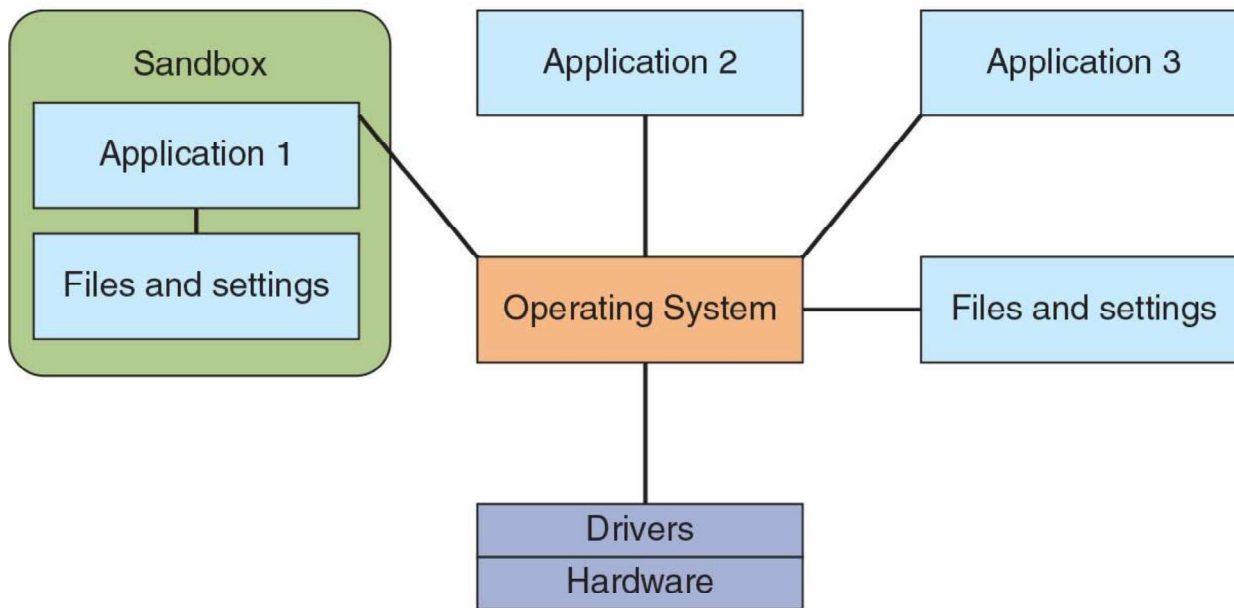 Sandbox
Application 1
Files and settings
Application 2
Application 3
Operating System
Files and settings
Drivers
Hardware